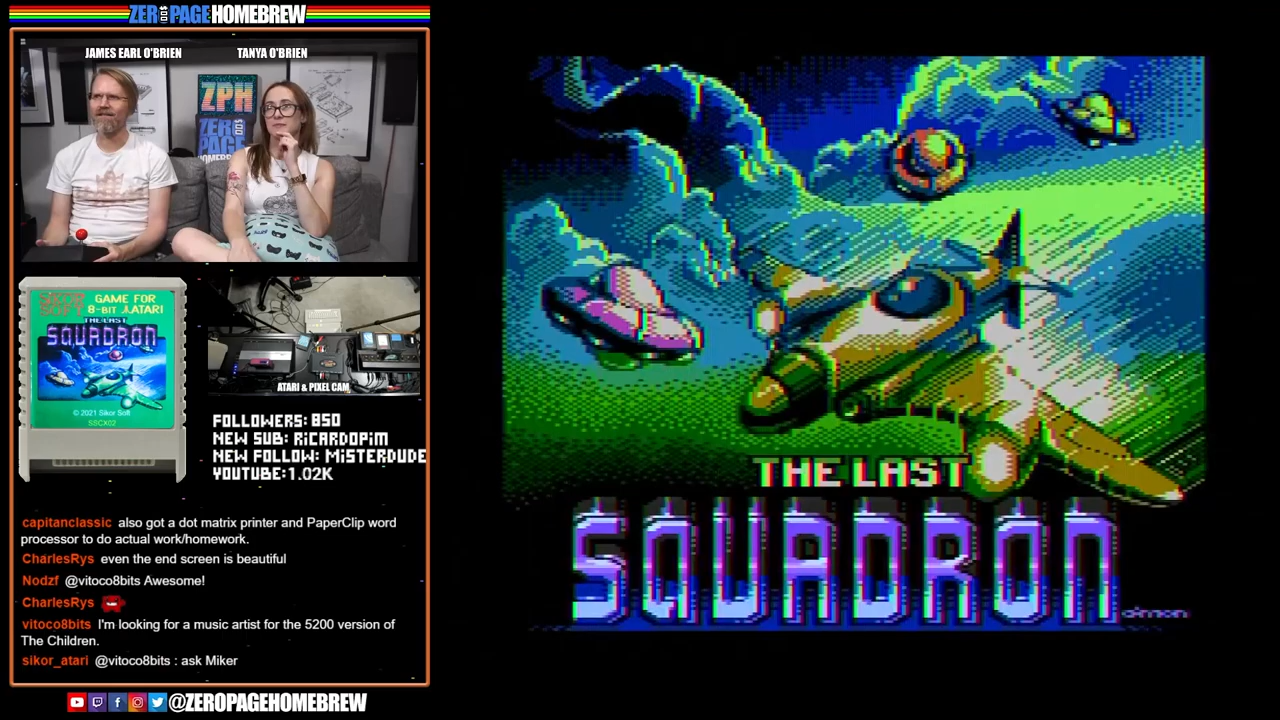 ZEROPAGE HOMEBREW
JAMES EARL O'BRIEN
TANYA O'BRIEN
ZPH
ZERO
PAGE
HOMEBREW
SIKOR
SOFT
GAME FOR
8-BIT ATARI
THE LAST
SQUADRON
© 2021 Sikor Soft
SSCX02
ATARI & PIXEL CAM
FOLLOWERS: 850
NEW SUB: RICARDOPIM
NEW FOLLOW: MISTERDUDE
YOUTUBE:1.02K
capitanclassic also got a dot matrix printer and PaperClip word
processor to do actual work/homework.
CharlesRys even the end screen is beautiful
Nodzf @vitoco8bits Awesome!
CharlesRys
vitoco8bits I'm looking for a music artist for the 5200 version of
The Children.
sikor_atari @vitoco8bits : ask Miker
@ZEROPAGEHOMEBREW
THE LAST
SQUADRON